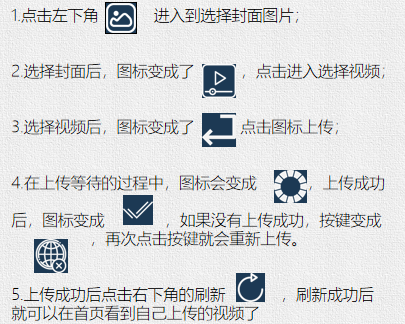 1.点击左下角 进入到选择封面图片；
2.选择封面后，图标变成了 ，点击进入选择视频；
3.选择视频后，图标变成了 点击图标上传；
4.在上传等待的过程中，图标会变成 ，上传成功
后，图标变成 ，如果没有上传成功，按键变成
，再次点击按键就会重新上传。
5.上传成功后点击右下角的刷新 ，刷新成功后
就可以在首页看到自己上传的视频了